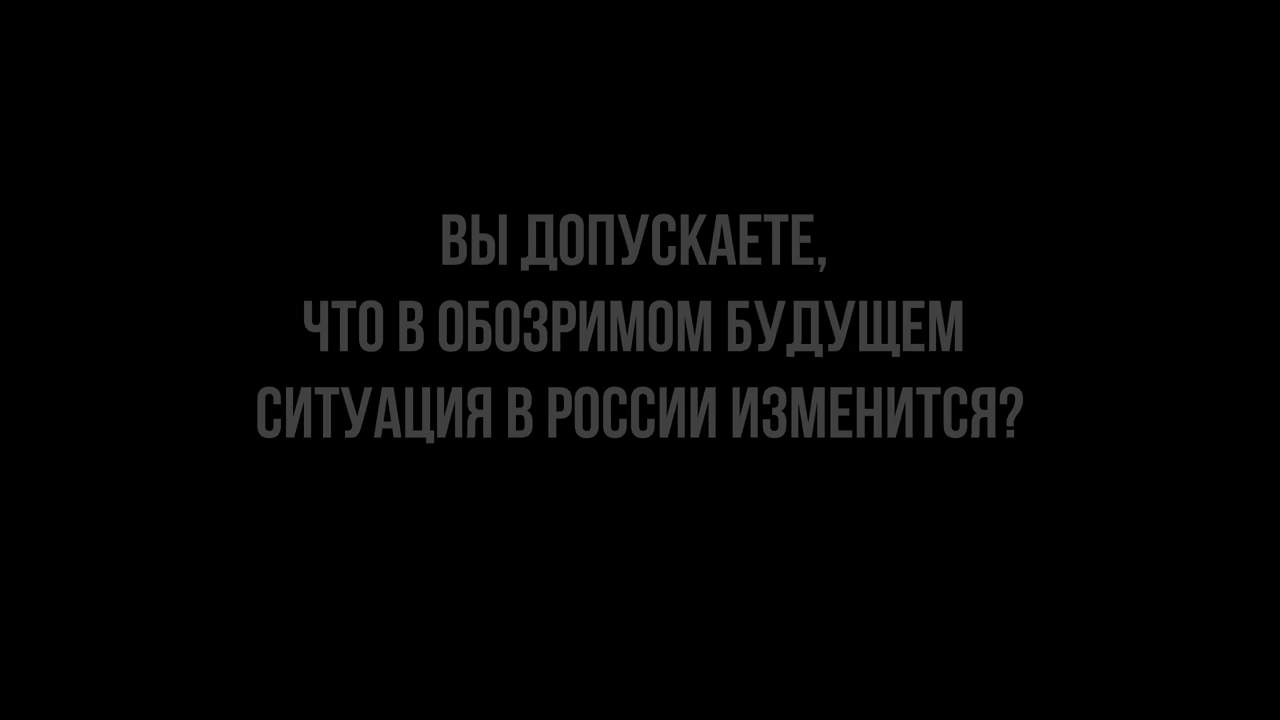 ВЫ ДОПУСКАЕТЕ,
ЧТО В ОБОЗРИМОМ БУДУЩЕМ
СИТУАЦИЯ В РОССИИ ИЗМЕНИТСЯ?